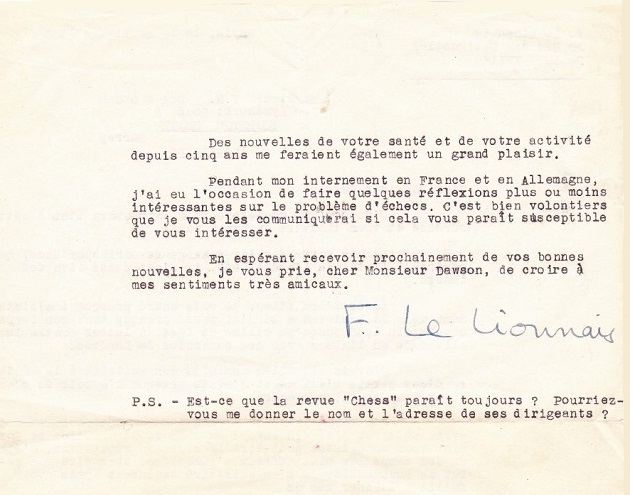 Des nouvelles de votre santé et de votre activité
depuis cinq ans me feraient également un grand plaisir.
Pendant mon internement en France et en Allemagne,
j'ai eu l'occasion de faire quelques réflexions plus ou moins
intéressantes sur le problème d'échecs. C'est bien volontiers
que je vous les communiquerai si cela vous paraît susceptible
de vous intéresser.
En espérant recevoir prochainement de vos bonnes
nouvelles, je vous prie, cher Monsieur Dawson, de croire à
mes sentiments très amicaux.
F. Le Lionnais
P.S. - Est-ce que la revue "Chess" paraît toujours ? Pourriez-
vous me donner le nom et l'adresse de ses dirigeants ?